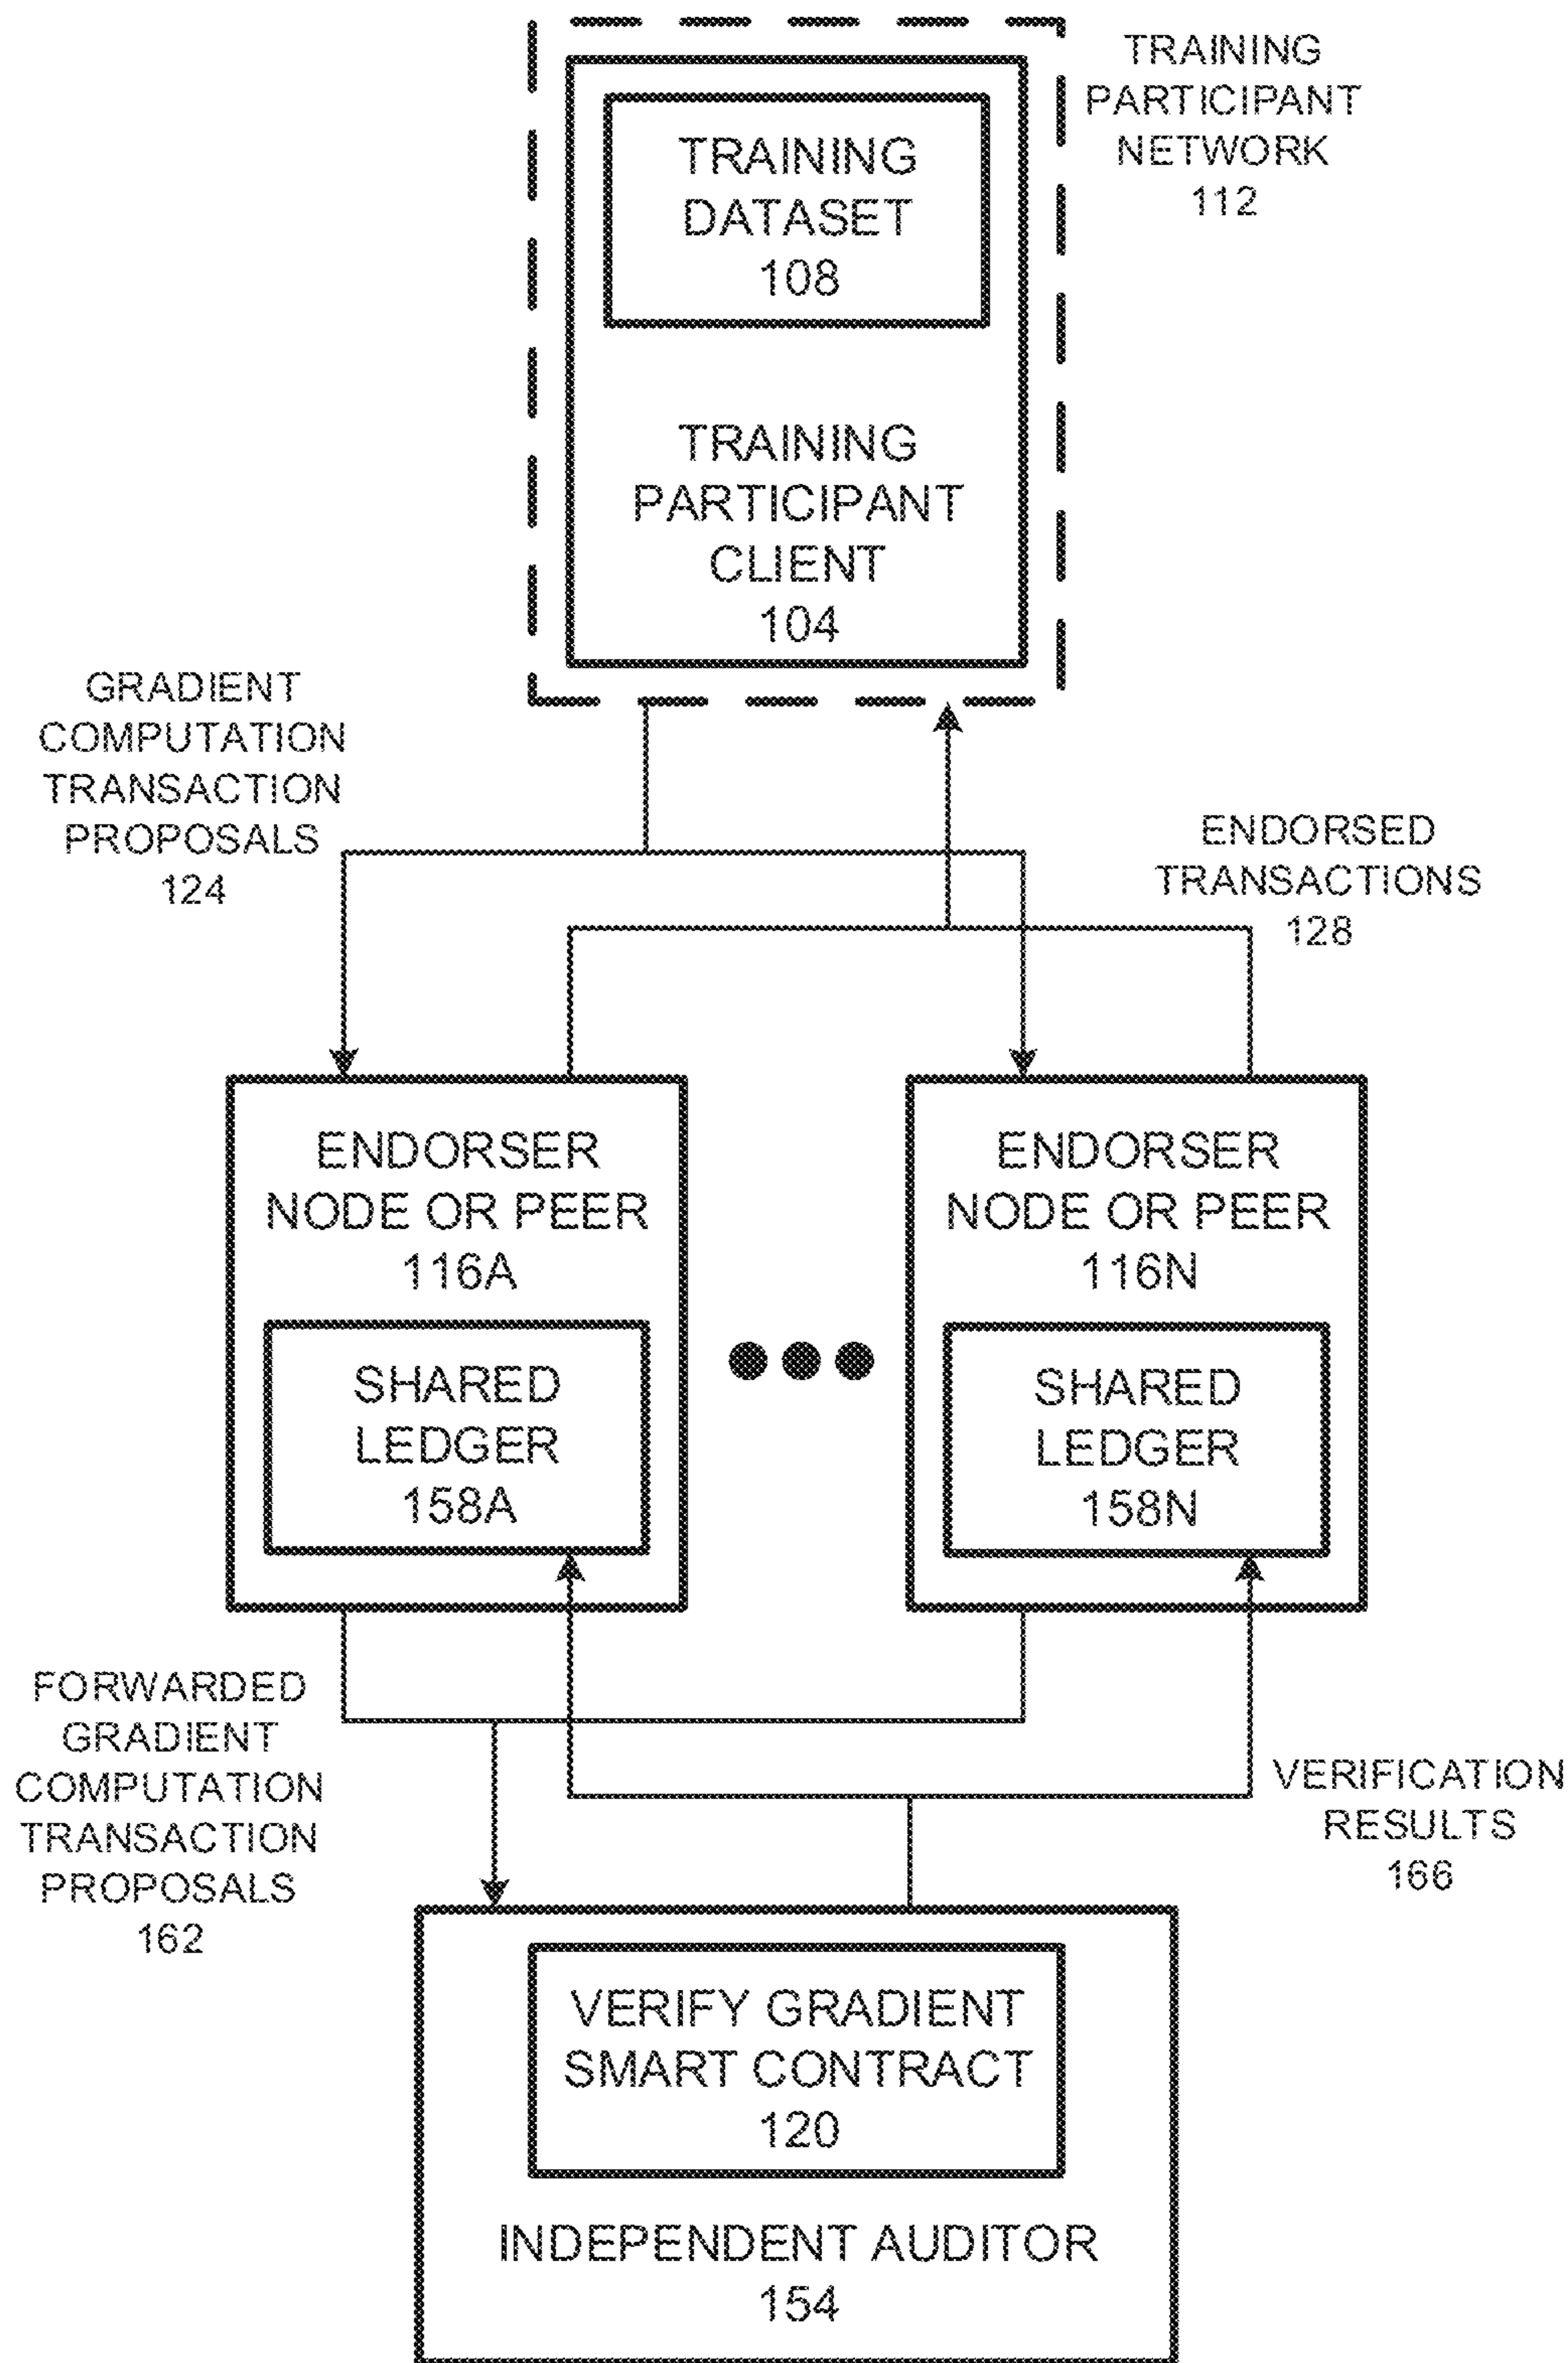 TRAINING
PARTICIPANT
NETWORK
112
TRAINING
DATASET
108
TRAINING
PARTICIPANT
CLIENT
104
GRADIENT
COMPUTATION
TRANSACTION
PROPOSALS
124
ENDORSED
TRANSACTIONS
128
ENDORSER
NODE OR PEER
116A
SHARED
LEDGER
158A
ENDORSER
NODE OR PEER
116N
SHARED
LEDGER
158N
FORWARDED
GRADIENT
COMPUTATION
TRANSACTION
PROPOSALS
162
VERIFICATION
RESULTS
166
VERIFY GRADIENT
SMART CONTRACT
120
INDEPENDENT AUDITOR
154